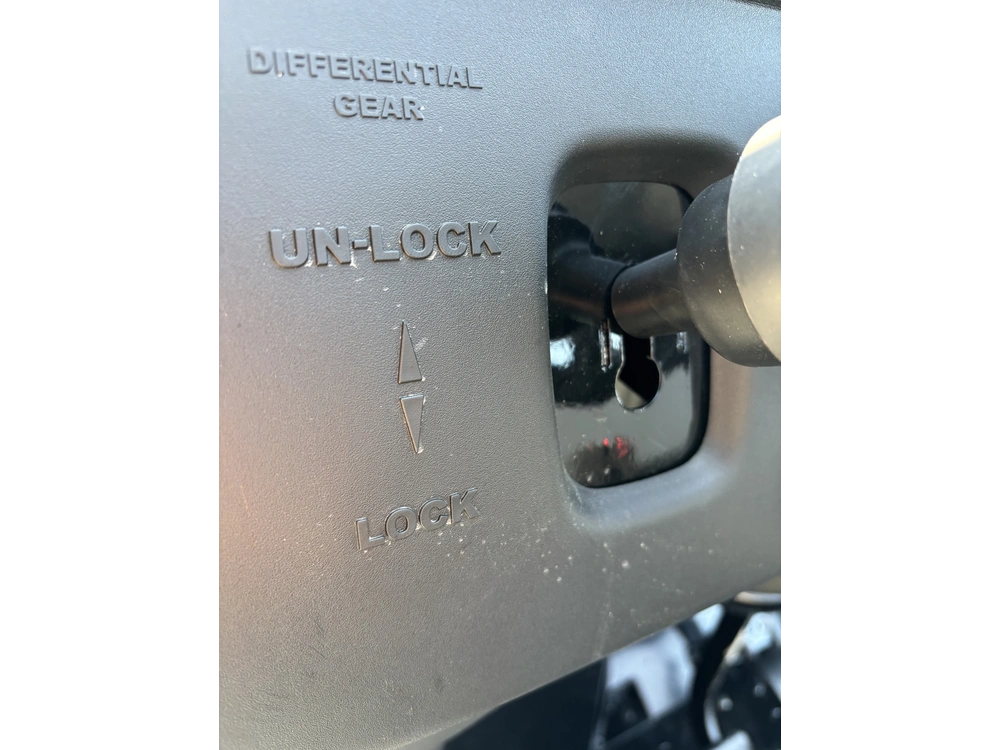 DIFFERENTIAL
GEAR
UN-LOCK
LOCK